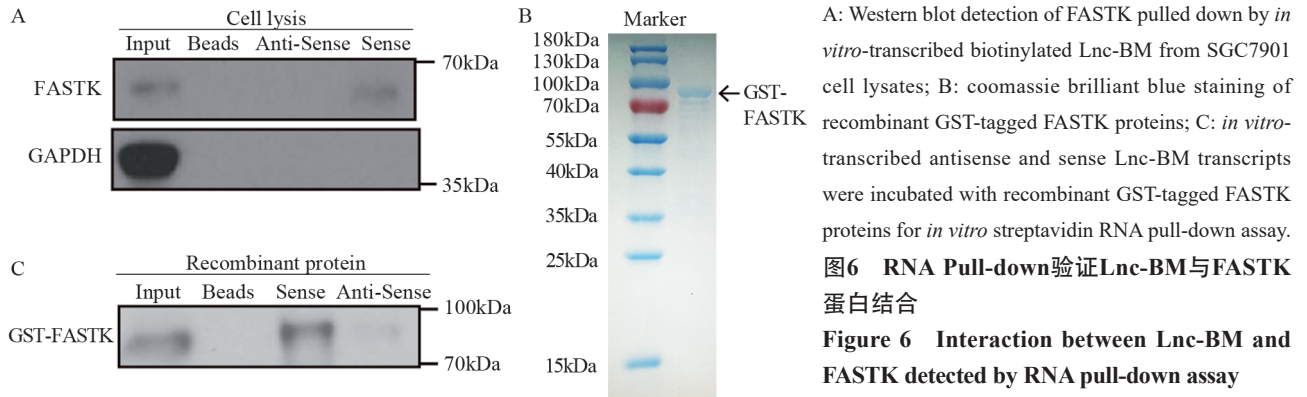 A
Cell lysis
Input Beads Anti-Sense Sense
70kDa
FASTK
GAPDH
35kDa
B
Marker
180kDa
130kDa
100kDa
70kDa
55kDa
40kDa
35kDa
25kDa
15kDa
GST-
FASTK
C
Recombinant protein
Input Beads Sense Anti-Sense
100kDa
GST-FASTK
70kDa
A: Western blot detection of FASTK pulled down by in
vitro-transcribed biotinylated Lnc-BM from SGC7901
cell lysates; B: coomassie brilliant blue staining of
recombinant GST-tagged FASTK proteins; C: in vitro-
transcribed antisense and sense Lnc-BM transcripts
were incubated with recombinant GST-tagged FASTK
proteins for in vitro streptavidin RNA pull-down assay.
图6 RNA Pull-down验证Lnc-BM与FASTK
蛋白结合
Figure 6 Interaction between Lnc-BM and
FASTK detected by RNA pull-down assay